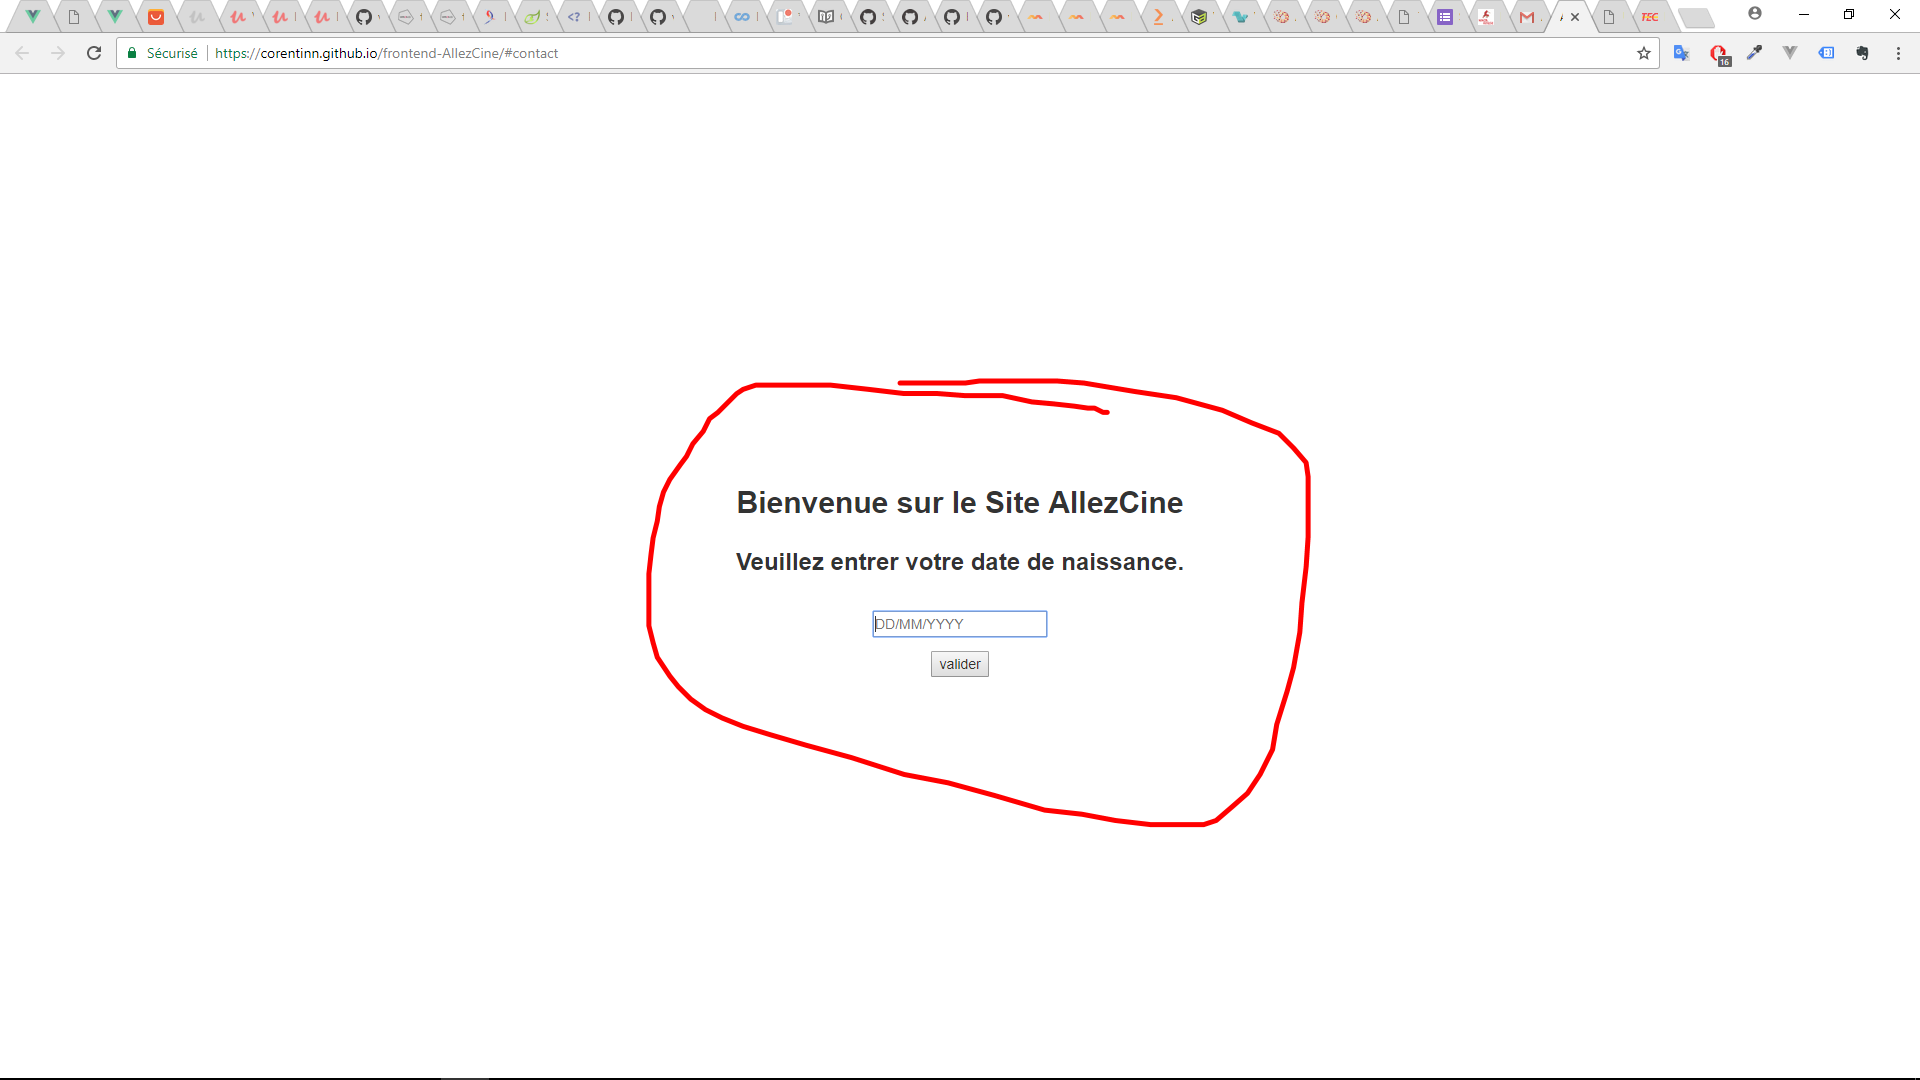 TEC
Sécurisé
https://corentinn.github.io/frontend-AllezCine/#contact
16
Bienvenue sur le Site AllezCine
Veuillez entrer votre date de naissance.
DD/MM/YYYY
valider